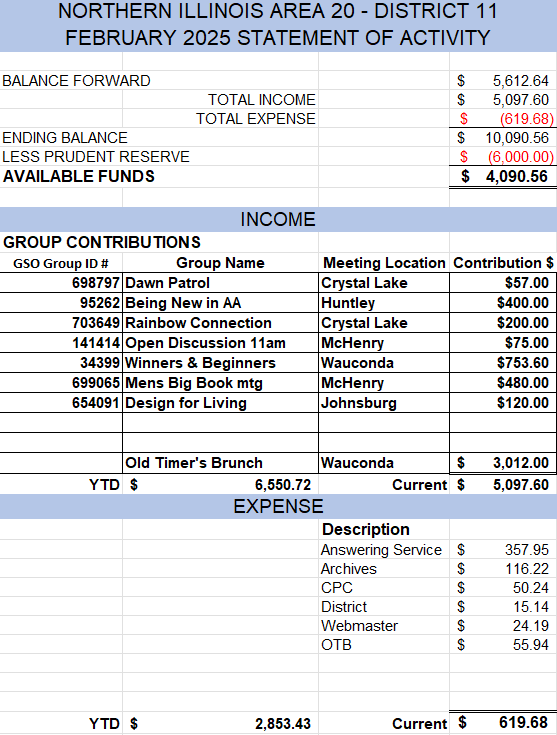 NORTHERN ILLINOIS AREA 20 - DISTRICT 11
FEBRUARY 2025 STATEMENT OF ACTIVITY
BALANCE FORWARD $ 5,612.64
TOTAL INCOME $ 5,097.60
TOTAL EXPENSE $ (619.68)
ENDING BALANCE $ 10,090.56
LESS PRUDENT RESERVE $ (6,000.00)
AVAILABLE FUNDS $ 4,090.56
INCOME
GROUP CONTRIBUTIONS
GSO Group ID # Group Name Meeting Location Contribution $
698797 Dawn Patrol Crystal Lake $57.00
95262 Being New in AA Huntley $400.00
703649 Rainbow Connection Crystal Lake $200.00
141414 Open Discussion 11am McHenry $75.00
34399 Winners & Beginners Wauconda $753.60
699065 Mens Big Book mtg McHenry $480.00
654091 Design for Living Johnsburg $120.00
Old Timer's Brunch Wauconda $ 3,012.00
YTD $ 6,550.72 Current $ 5,097.60
EXPENSE
Description
Answering Service $ 357.95
Archives $ 116.22
CPC $ 50.24
District $ 15.14
Webmaster $ 24.19
OTB $ 55.94
YTD $ 2,853.43 Current $ 619.68